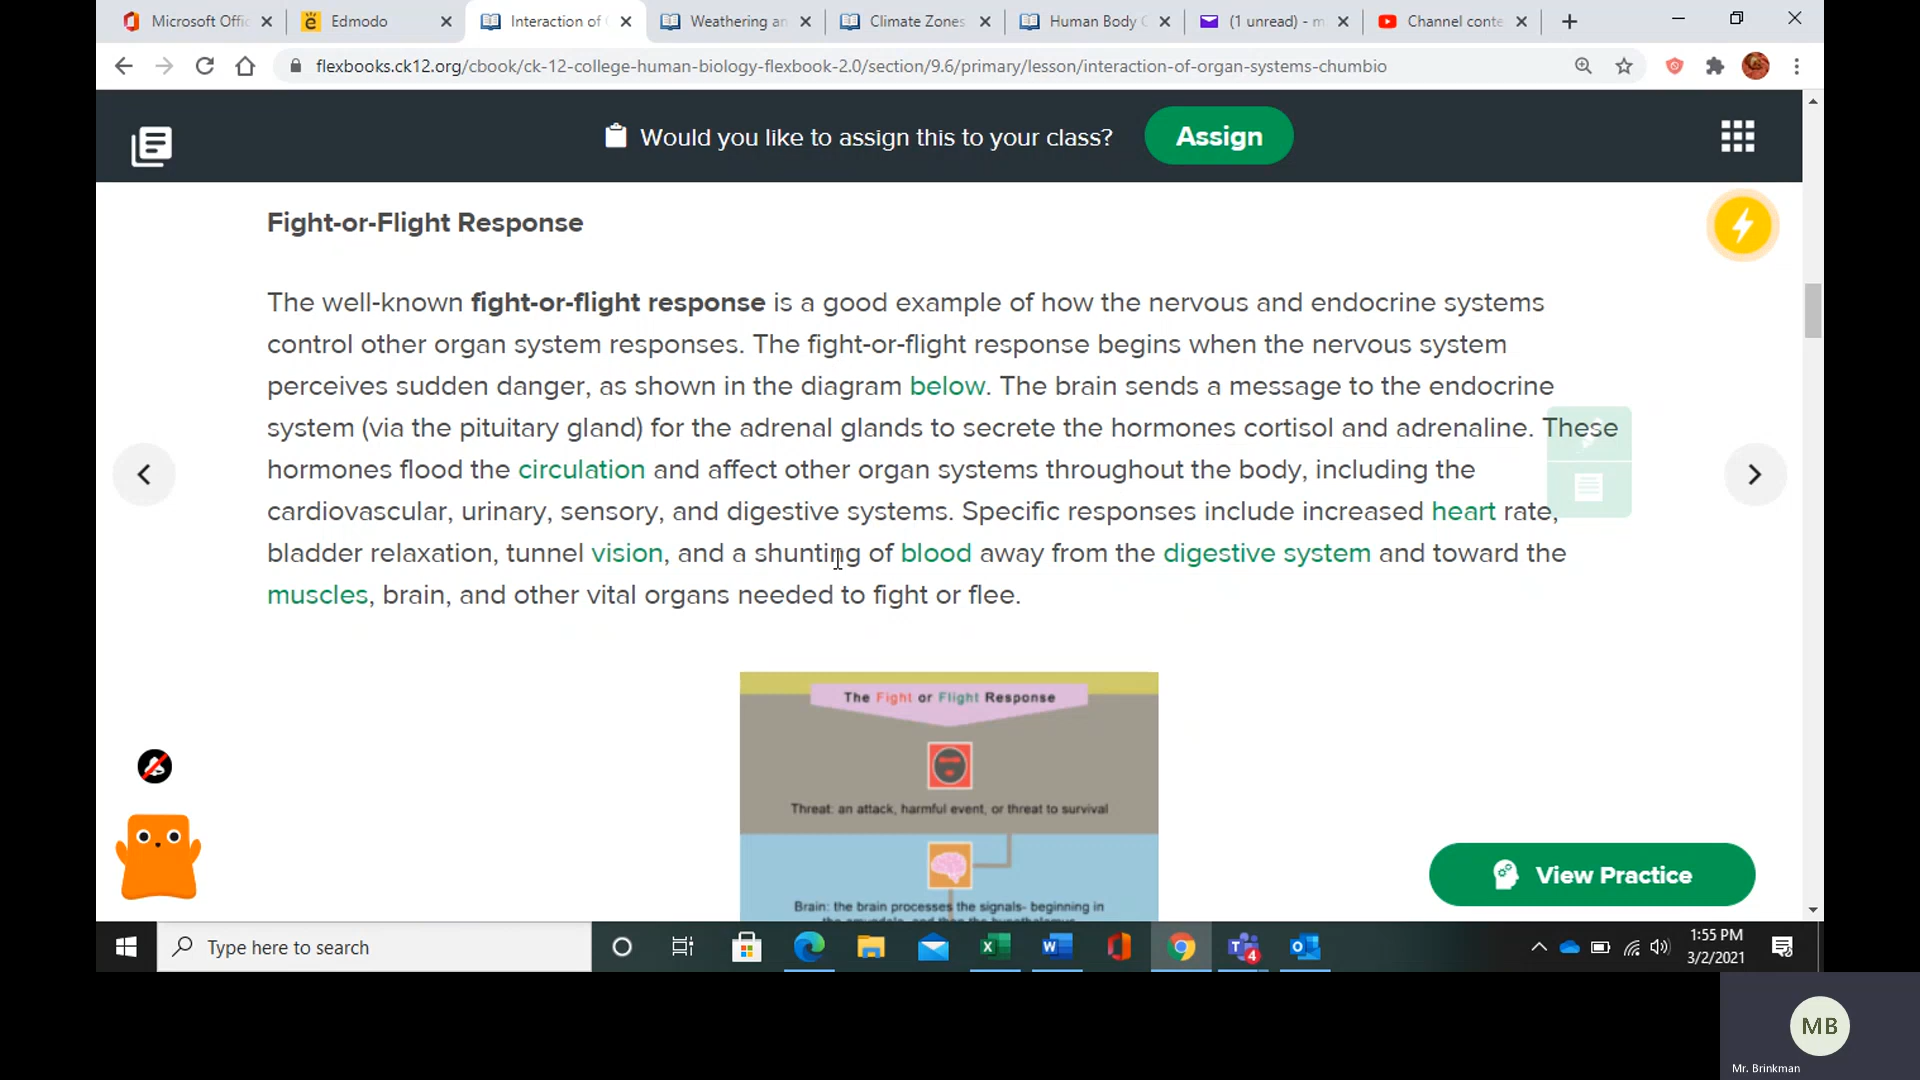 Microsoft Offic
Edmodo
Interaction of
Weathering an
Climate Zones
Human Body
(1 unread) - m
Channel conte
flexbooks.ck12.org/cbook/ck-12-college-human-biology-flexbook-2.0/section/9.6/primary/lesson/interaction-of-organ-systems-chumbio
Would you like to assign this to your class?
Assign
Fight-or-Flight Response
The well-known fight-or-flight response is a good example of how the nervous and endocrine systems
control other organ system responses. The fight-or-flight response begins when the nervous system
perceives sudden danger, as shown in the diagram below. The brain sends a message to the endocrine
system (via the pituitary gland) for the adrenal glands to secrete the hormones cortisol and adrenaline. These
hormones flood the circulation and affect other organ systems throughout the body, including the
cardiovascular, urinary, sensory, and digestive systems. Specific responses include increased heart rate,
bladder relaxation, tunnel vision, and a shunting of blood away from the digestive system and toward the
muscles, brain, and other vital organs needed to fight or flee.
The Fight or Flight Response
Threat: an attack, harmful event, or threat to survival
Brain: the brain processes the signals- beginning in
View Practice
Type here to search
4
1:55 PM
3/2/2021
MB
Mr. Brinkman